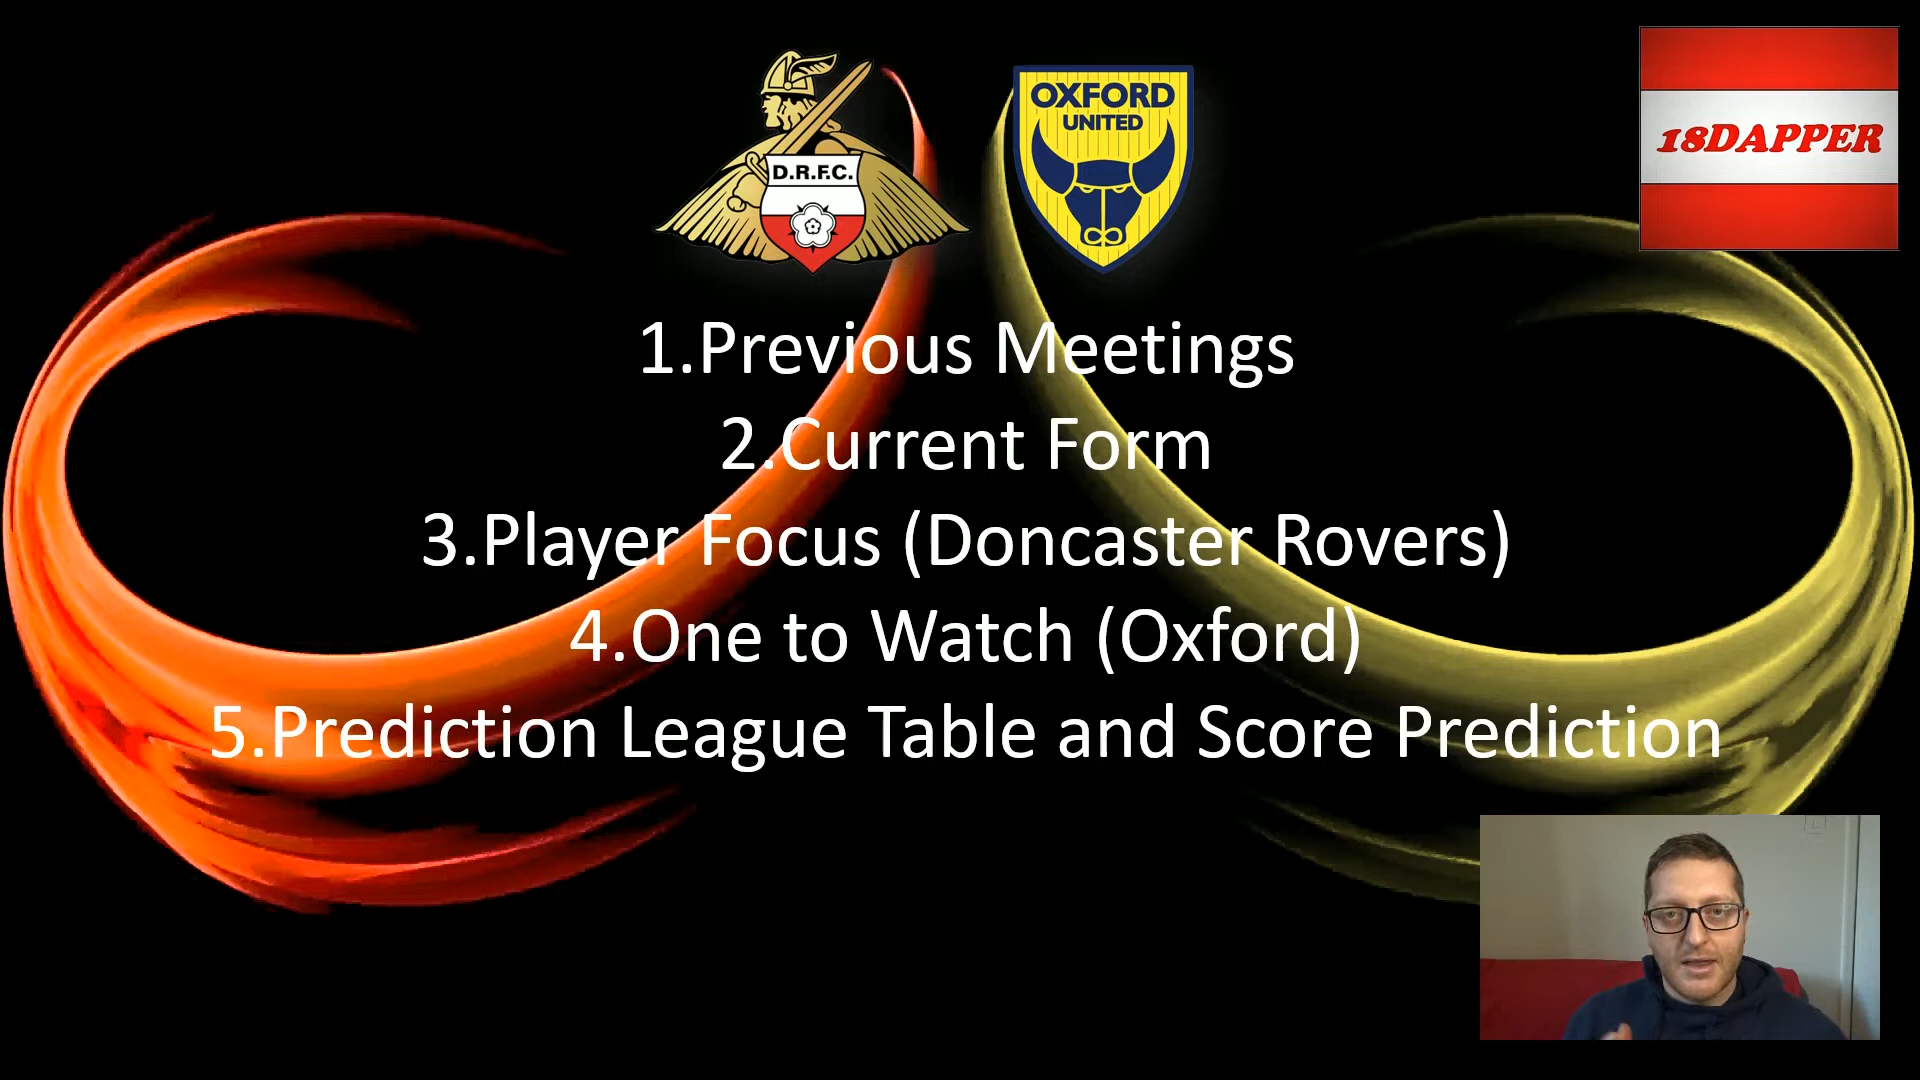 D.R.F.C.
OXFORD
UNITED
18DAPPER
1.Previous Meetings
2.Current Form
3.Player Focus (Doncaster Rovers)
4.One to Watch (Oxford)
5.Prediction League Table and Score Prediction